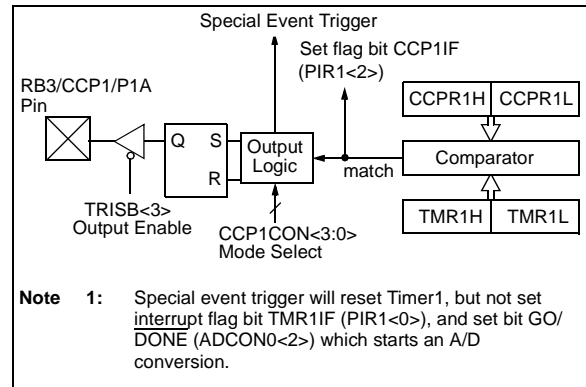 Special Event Trigger
Set flag bit CCP1IF
(PIR1<2>)
RB3/CCP1/P1A
Pin
CCPR1H CCPR1L
Q S
R
Output
Logic
match
Comparator
TRISB<3>
Output Enable
CCP1CON<3:0>
Mode Select
TMR1H TMR1L
Note 1: Special event trigger will reset Timer1, but not set
interrupt flag bit TMR1IF (PIR1<0>), and set bit GO/
DONE (ADCON0<2>) which starts an A/D
conversion.